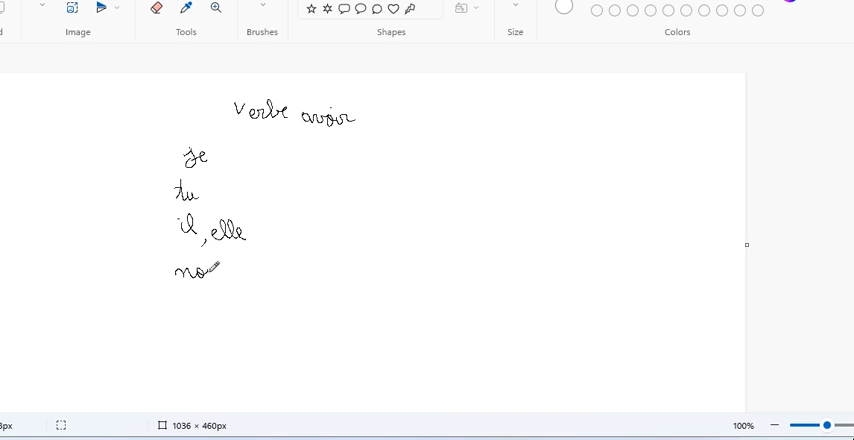 Image
Tools
Brushes
Shapes
Size
Colors
Verbe avoir
Je
tu
il, elle
no
1036 × 460px
100%